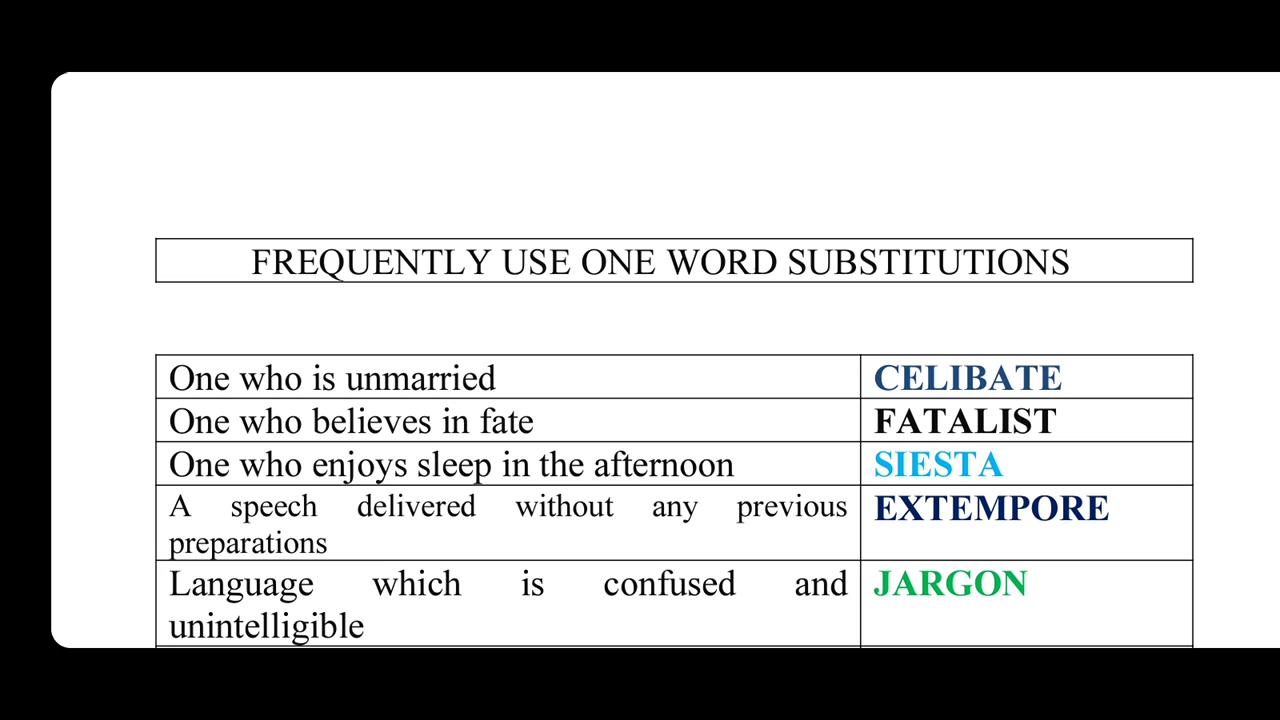 FREQUENTLY USE ONE WORD SUBSTITUTIONS
One who is unmarried CELIBATE
One who believes in fate FATALIST
One who enjoys sleep in the afternoon SIESTA
A speech delivered without any previous EXTEMPORE
preparations
Language which is confused and JARGON
unintelligible